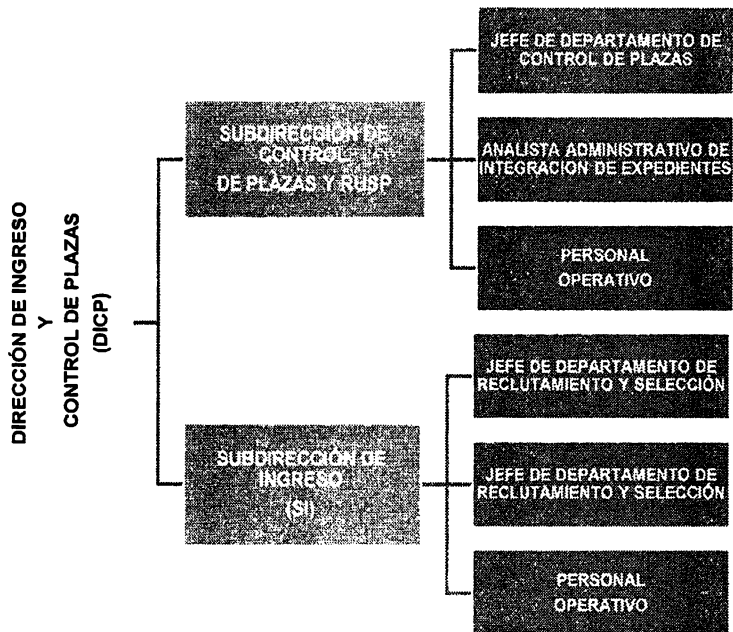 DIRECCIÓN DE INGRESO
Y
CONTROL DE PLAZAS
(DICP)
SUBDIRECCIÓN DE
CONTROL
DE PLAZAS Y RUSP
JEFE DE DEPARTAMENTO DE
CONTROL DE PLAZAS
ANALISTA ADMINISTRATIVO DE
INTEGRACION DE EXPEDIENTES
PERSONAL
OPERATIVO
SUBDIRECCIÓN DE
INGRESO
(SI)
JEFE DE DEPARTAMENTO DE
RECLUTAMIENTO Y SELECCIÓN
JEFE DE DEPARTAMENTO DE
RECLUTAMIENTO Y SELECCIÓN
PERSONAL
OPERATIVO